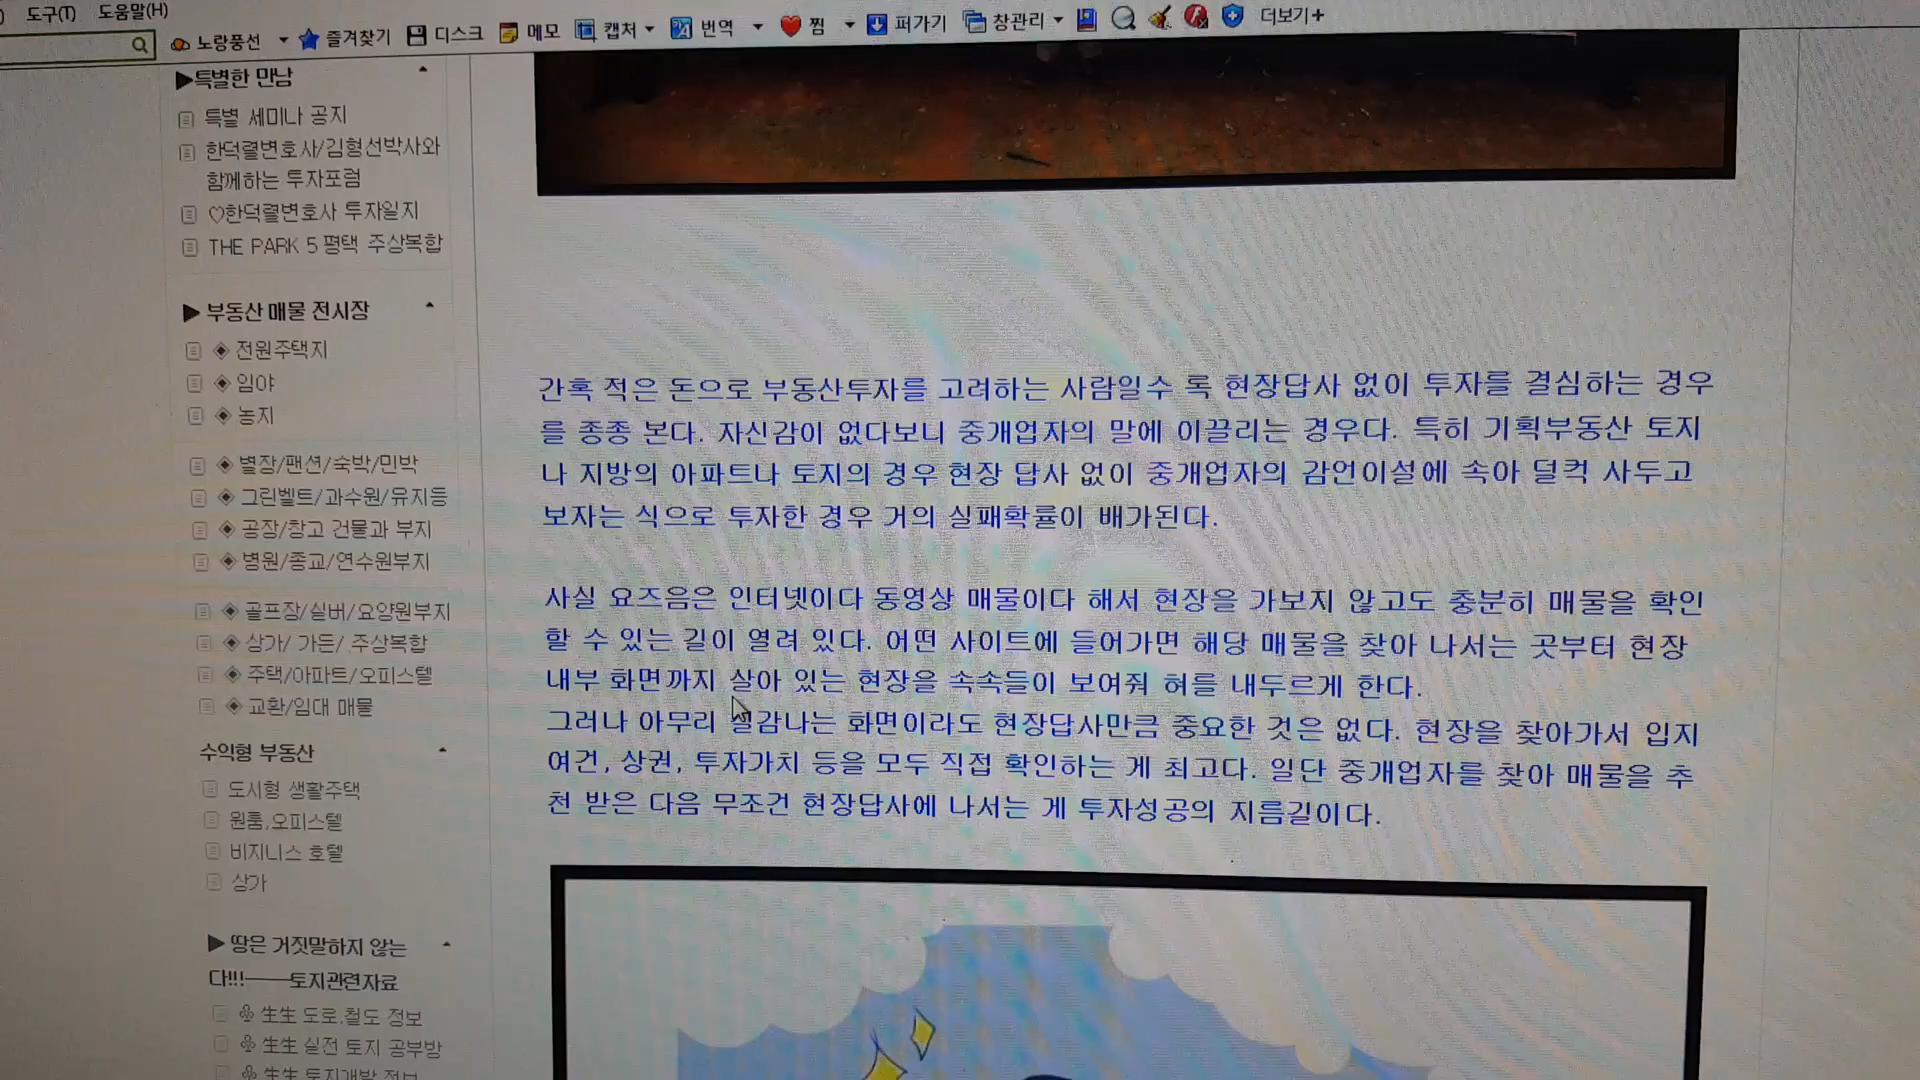 도구(T) 도움말(H)
노랑풍선 즐겨찾기 디스크 메모 캡처 번역 찜 퍼가기 창관리 더보기+
▶특별한 만남
특별 세미나 공지
한덕렬변호사/김형선박사와
함께하는 투자포럼
♡한덕렬변호사 투자일지
THE PARK 5 평택 주상복합
▶ 부동산 매물 전시장
◈ 전원주택지
◈ 임야
◈ 농지
◈ 별장/팬션/숙박/민박
◈ 그린벨트/과수원/유지등
◈ 공장/창고 건물과 부지
◈ 병원/종교/연수원부지
◈ 골프장/실버/요양원부지
◈ 상가/ 가든/ 주상복합
◈ 주택/아파트/오피스텔
◈ 교환/임대 매물
수익형 부동산
도시형 생활주택
원룸,오피스텔
비지니스 호텔
상가
▶ 땅은 거짓말하지 않는
다!!!───토지관련자료
♧ 生生 도로.철도 정보
♧ 生生 실전 토지 공부방
♧ 生生 토지개발 정보
간혹 적은 돈으로 부동산투자를 고려하는 사람일수 록 현장답사 없이 투자를 결심하는 경우
를 종종 본다. 자신감이 없다보니 중개업자의 말에 이끌리는 경우다. 특히 기획부동산 토지
나 지방의 아파트나 토지의 경우 현장 답사 없이 중개업자의 감언이설에 속아 덜컥 사두고
보자는 식으로 투자한 경우 거의 실패확률이 배가된다.
사실 요즈음은 인터넷이다 동영상 매물이다 해서 현장을 가보지 않고도 충분히 매물을 확인
할 수 있는 길이 열려 있다. 어떤 사이트에 들어가면 해당 매물을 찾아 나서는 곳부터 현장
내부 화면까지 살아 있는 현장을 속속들이 보여줘 혀를 내두르게 한다.
그러나 아무리 실감나는 화면이라도 현장답사만큼 중요한 것은 없다. 현장을 찾아가서 입지
여건, 상권, 투자가치 등을 모두 직접 확인하는 게 최고다. 일단 중개업자를 찾아 매물을 추
천 받은 다음 무조건 현장답사에 나서는 게 투자성공의 지름길이다.